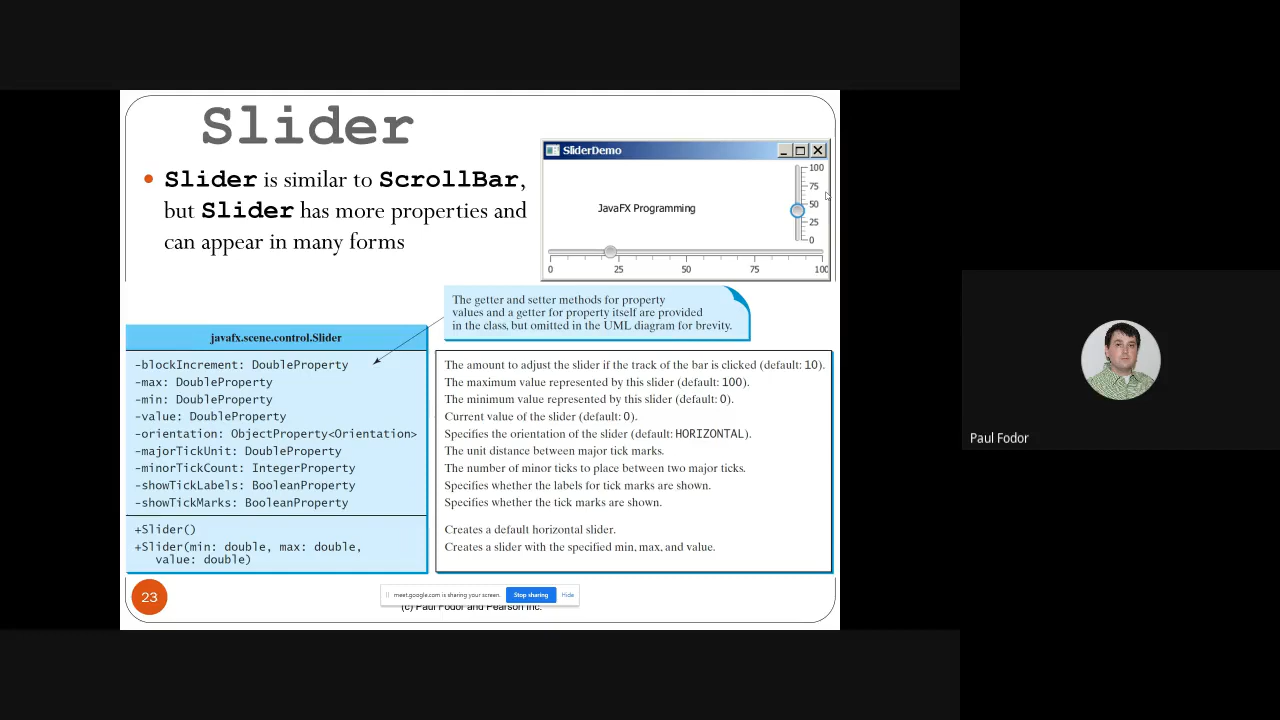 Slider
• Slider is similar to ScrollBar,
but Slider has more properties and
can appear in many forms
SliderDemo
JavaFX Programming
100
75
50
25
0
0 25 50 75 100
The getter and setter methods for property
values and a getter for property itself are provided
in the class, but omitted in the UML diagram for brevity.
javafx.scene.control.Slider
-blockIncrement: DoubleProperty
-max: DoubleProperty
-min: DoubleProperty
-value: DoubleProperty
-orientation: ObjectProperty<Orientation>
-majorTickUnit: DoubleProperty
-minorTickCount: IntegerProperty
-showTickLabels: BooleanProperty
-showTickMarks: BooleanProperty
+Slider()
+Slider(min: double, max: double,
value: double)
The amount to adjust the slider if the track of the bar is clicked (default: 10).
The maximum value represented by this slider (default: 100).
The minimum value represented by this slider (default: 0).
Current value of the slider (default: 0).
Specifies the orientation of the slider (default: HORIZONTAL).
The unit distance between major tick marks.
The number of minor ticks to place between two major ticks.
Specifies whether the labels for tick marks are shown.
Specifies whether the tick marks are shown.
Creates a default horizontal slider.
Creates a slider with the specified min, max, and value.
23
meet.google.com is sharing your screen. Stop sharing Hide
(c) Paul Fodor and Pearson Inc.
Paul Fodor